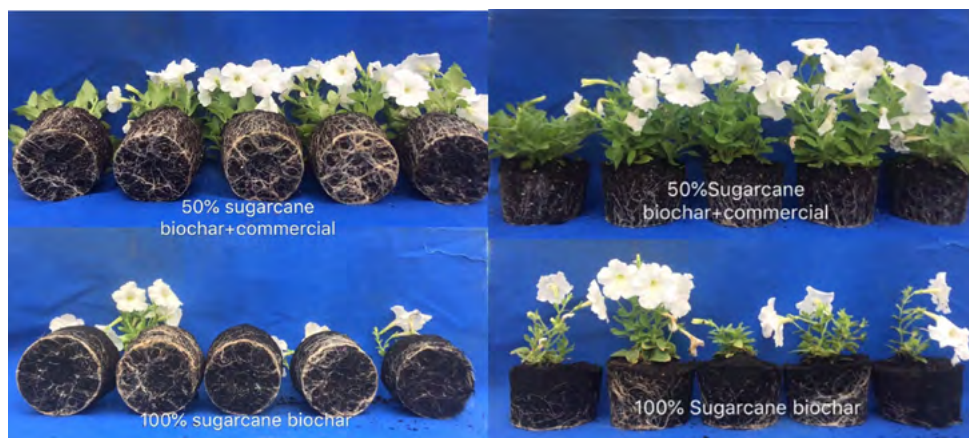 50% sugarcane
biochar+commercial
50%Sugarcane
biochar+commercial
100% sugarcane biochar
100% Sugarcane biochar